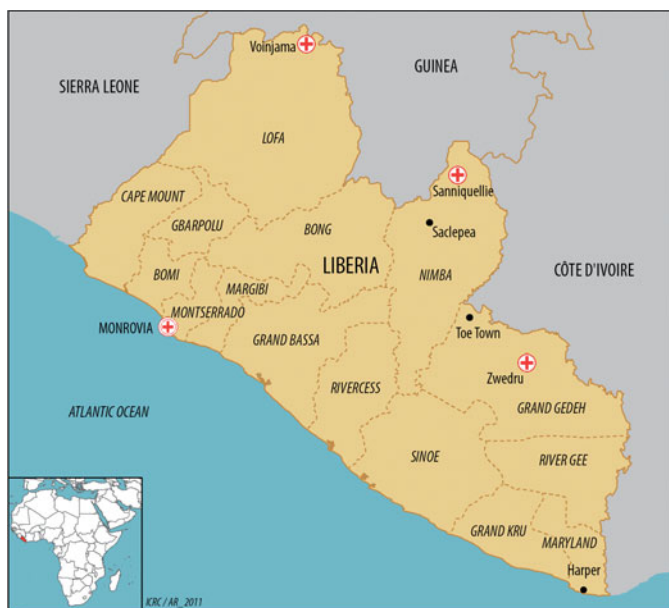 Voinjama
GUINEA
SIERRA LEONE
LOFA
Sanniquellie
CAPE MOUNT
Saclepea
GBARPOLU
BONG
LIBERIA
CÔTE D'IVOIRE
BOMI
NIMBA
MARGIBI
MONTSERRADO
MONROVIA
Toe Town
GRAND BASSA
Zwedru
RIVERCESS
GRAND GEDEH
ATLANTIC OCEAN
SINOE
RIVER GEE
GRAND KRU
MARYLAND
Harper
ICRC / AR_2011